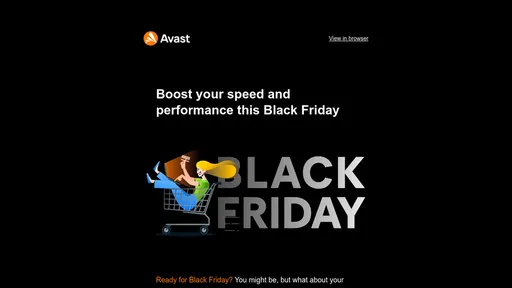 Avast
View in browser
Boost your speed and
performance this Black Friday
BLACK
FRIDAY
Ready for Black Friday? You might be, but what about your